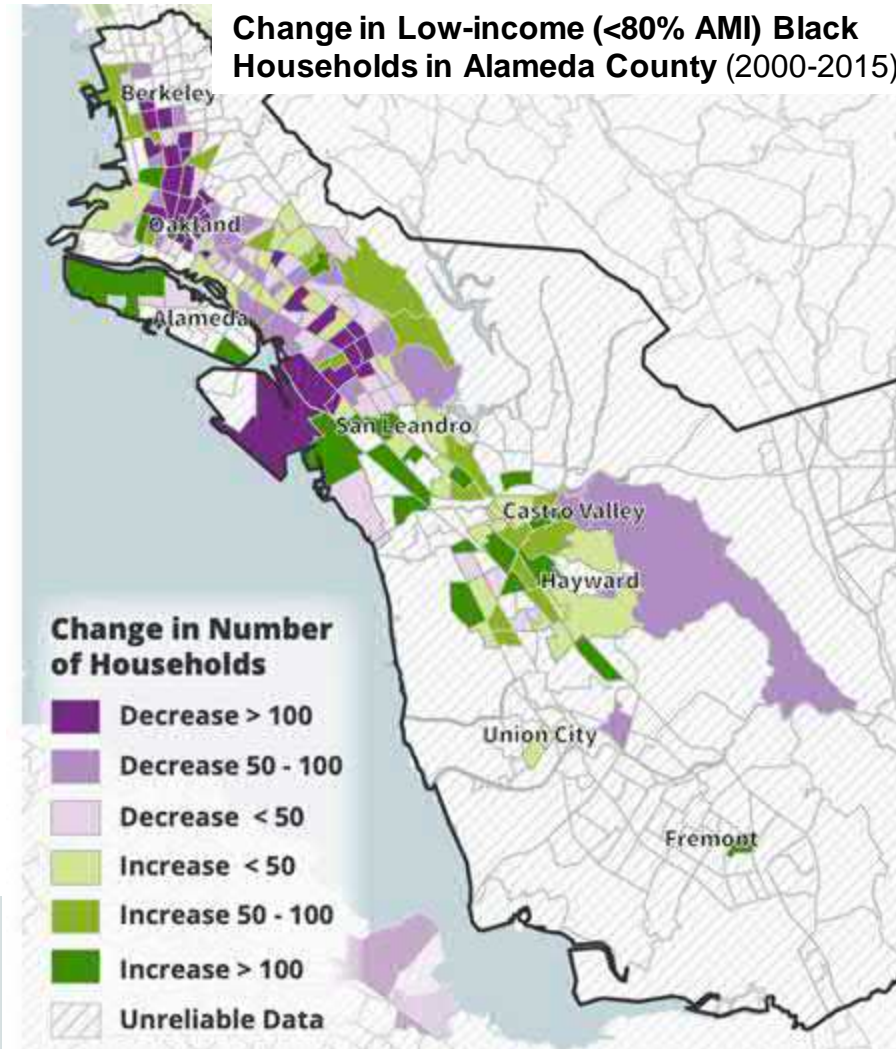 Change in Low-income (<80% AMI) Black
Households in Alameda County (2000-2015)
Berkeley
Oakland
Alameda
San Leandro
Castro Valley
Hayward
Union City
Fremont
Change in Number
of Households
Decrease > 100
Decrease 50 - 100
Decrease < 50
Increase < 50
Increase 50 - 100
Increase > 100
Unreliable Data